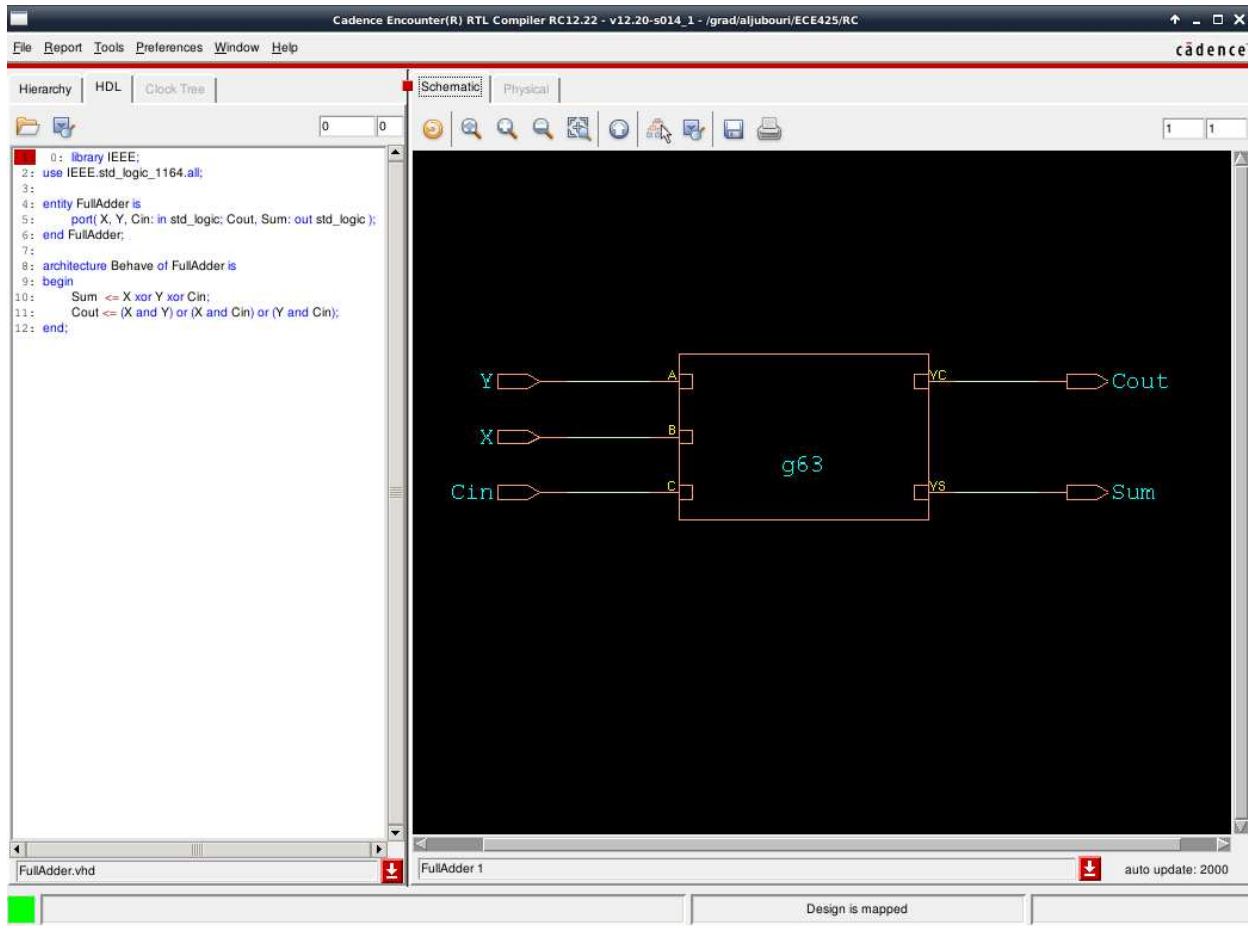 Cadence Encounter(R) RTL Compiler RC12.22 - v12.20-s014_1 - /grad/aljubouri/ECE425/RC
File Report Tools Preferences Window Help
cādence
Hierarchy HDL Clock Tree
Schematic Physical
0 0
1 1
0: library IEEE;
2: use IEEE.std_logic_1164.all;
3:
4: entity FullAdder is
5: port( X, Y, Cin: in std_logic; Cout, Sum: out std_logic );
6: end FullAdder;
7:
8: architecture Behave of FullAdder is
9: begin
10: Sum <= X xor Y xor Cin;
11: Cout <= (X and Y) or (X and Cin) or (Y and Cin);
12: end;
Y A YC Cout
X B
g63
Cin C YS Sum
FullAdder.vhd
FullAdder 1
auto update: 2000
Design is mapped